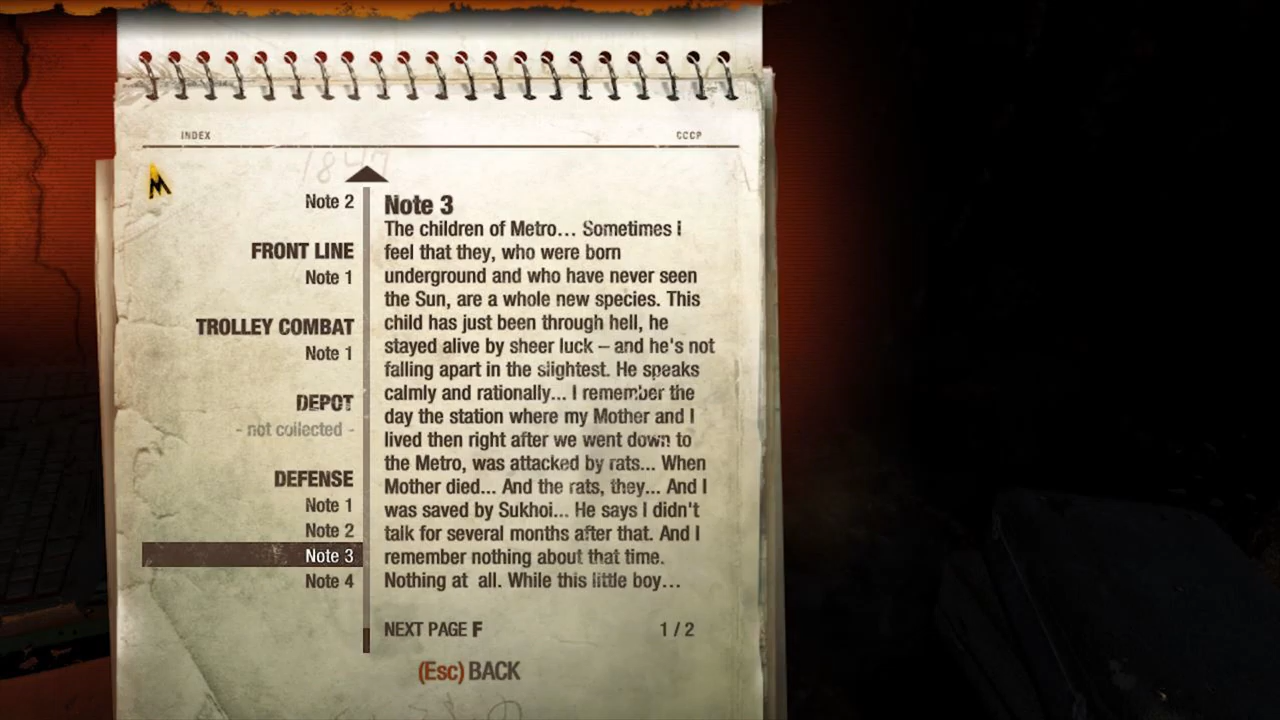 INDEX
CCCP
1847
M
Note 2
FRONT LINE
Note 1
TROLLEY COMBAT
Note 1
DEPOT
- not collected -
DEFENSE
Note 1
Note 2
Note 3
Note 4
Note 3
The children of Metro... Sometimes I
feel that they, who were born
underground and who have never seen
the Sun, are a whole new species. This
child has just been through hell, he
stayed alive by sheer luck – and he's not
falling apart in the slightest. He speaks
calmly and rationally... I remember the
day the station where my Mother and I
lived then right after we went down to
the Metro, was attacked by rats... When
Mother died... And the rats, they... And I
was saved by Sukhoi... He says I didn't
talk for several months after that. And I
remember nothing about that time.
Nothing at  all. While this little boy...
NEXT PAGE F
1 / 2
(Esc) BACK